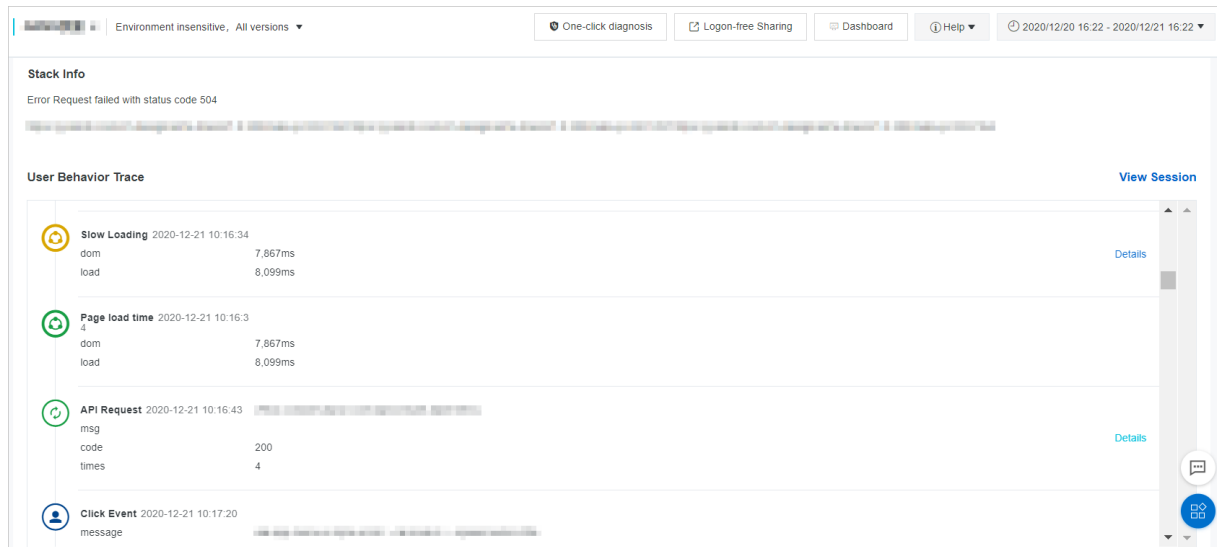 Environment insensitive, All versions
One-click diagnosis
Logon-free Sharing
Dashboard
Help
2020/12/20 16:22 - 2020/12/21 16:22
Stack Info
Error Request failed with status code 504
User Behavior Trace
View Session
Slow Loading 2020-12-21 10:16:34
dom 7,867ms
Details
load 8,099ms
Page load time 2020-12-21 10:16:3
4
dom 7,867ms
load 8,099ms
API Request 2020-12-21 10:16:43
msg
Details
code 200
times 4
Click Event 2020-12-21 10:17:20
message